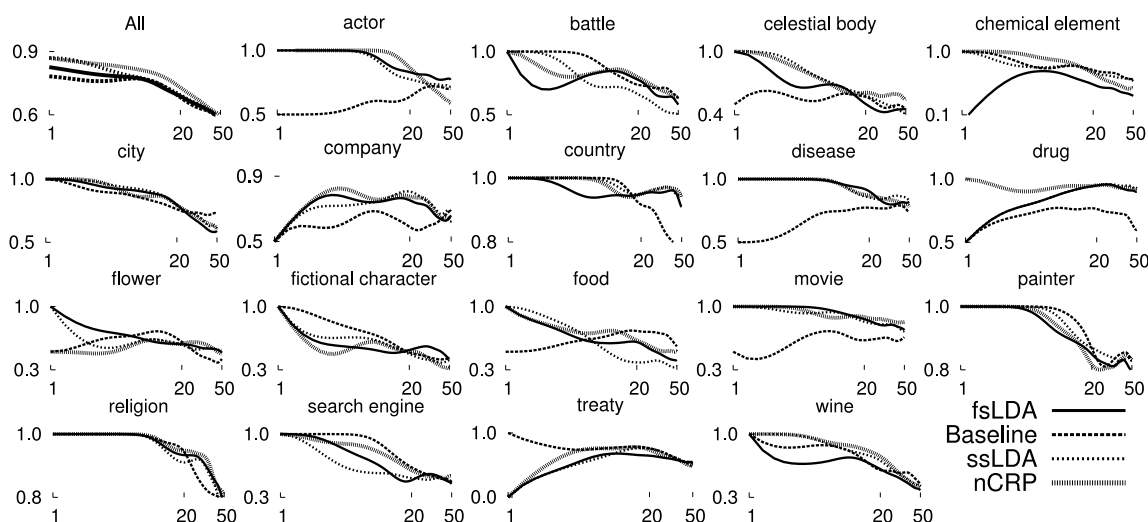 All actor battle celestial body chemical element
0.9 1.0 1.0 1.0 1.0
0.6 0.5 0.5 0.4 0.1
1 20 50 1 20 50 1 20 50 1 20 50 1 20 50
city company country disease drug
1.0 0.9 1.0 1.0 1.0
0.5 0.5 0.8 0.5 0.5
1 20 50 1 20 50 1 20 50 1 20 50 1 20 50
flower fictional character food movie painter
1.0 1.0 1.0 1.0 1.0
0.3 0.3 0.3 0.3 0.8
1 20 50 1 20 50 1 20 50 1 20 50 1 20 50
religion search engine treaty wine
1.0 1.0 1.0 1.0
0.8 0.3 0.0 0.3
1 20 50 1 20 50 1 20 50 1 20 50
fsLDA
Baseline
ssLDA
nCRP